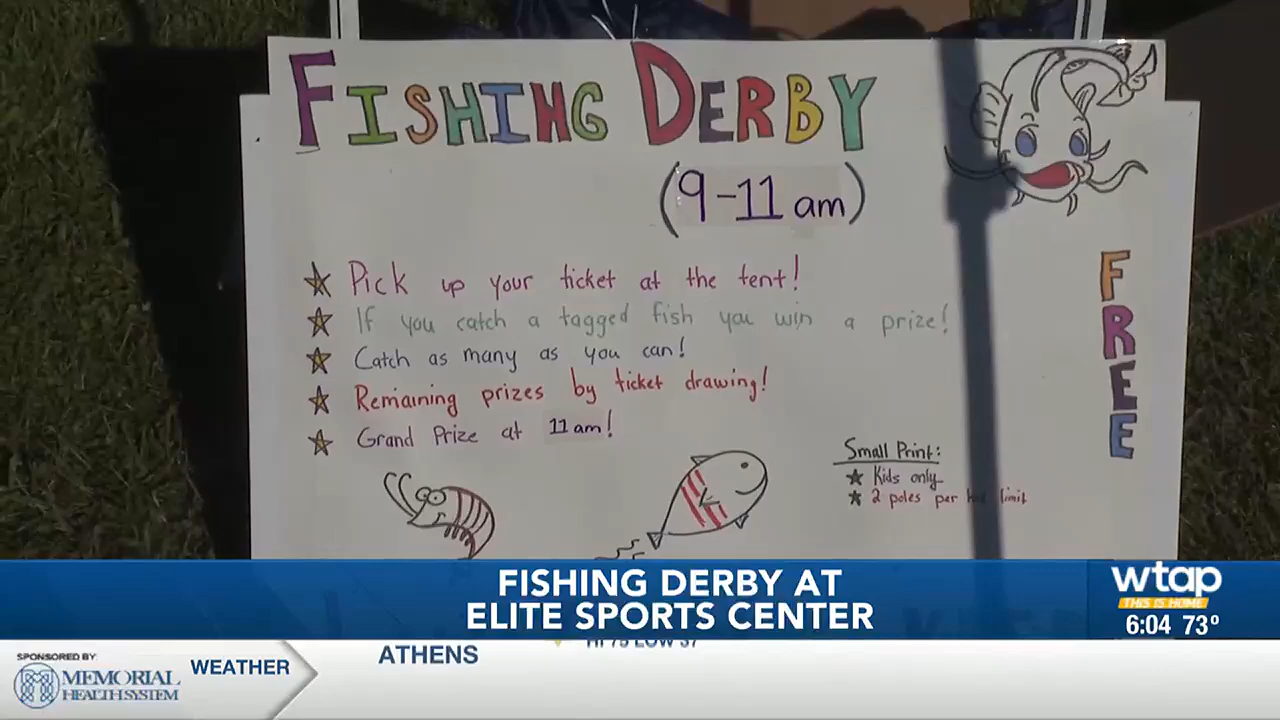 FISHING DERBY
(9-11 am)
Pick up your ticket at the tent!
If you catch a tagged fish you win a prize!
Catch as many as you can!
Remaining prizes by ticket drawing!
Grand Prize at 11 am!
FREE
Small Print:
Kids only
2 poles per limit
FISHING DERBY AT
ELITE SPORTS CENTER
wtap
THIS IS HOME
6:04 73°
SPONSORED BY:
MEMORIAL
HEALTH SYSTEM
WEATHER
ATHENS